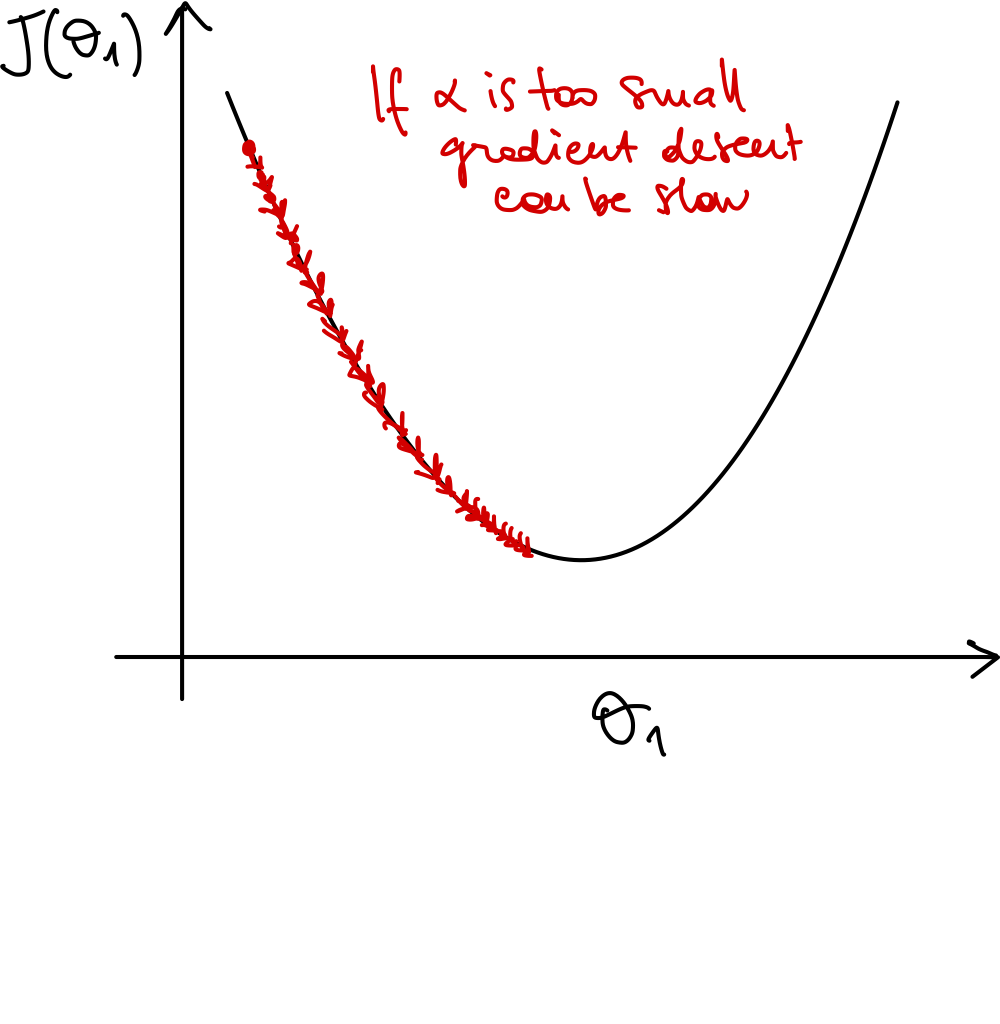 J(θ₁)
If α is too small
gradient descent
can be slow
θ₁